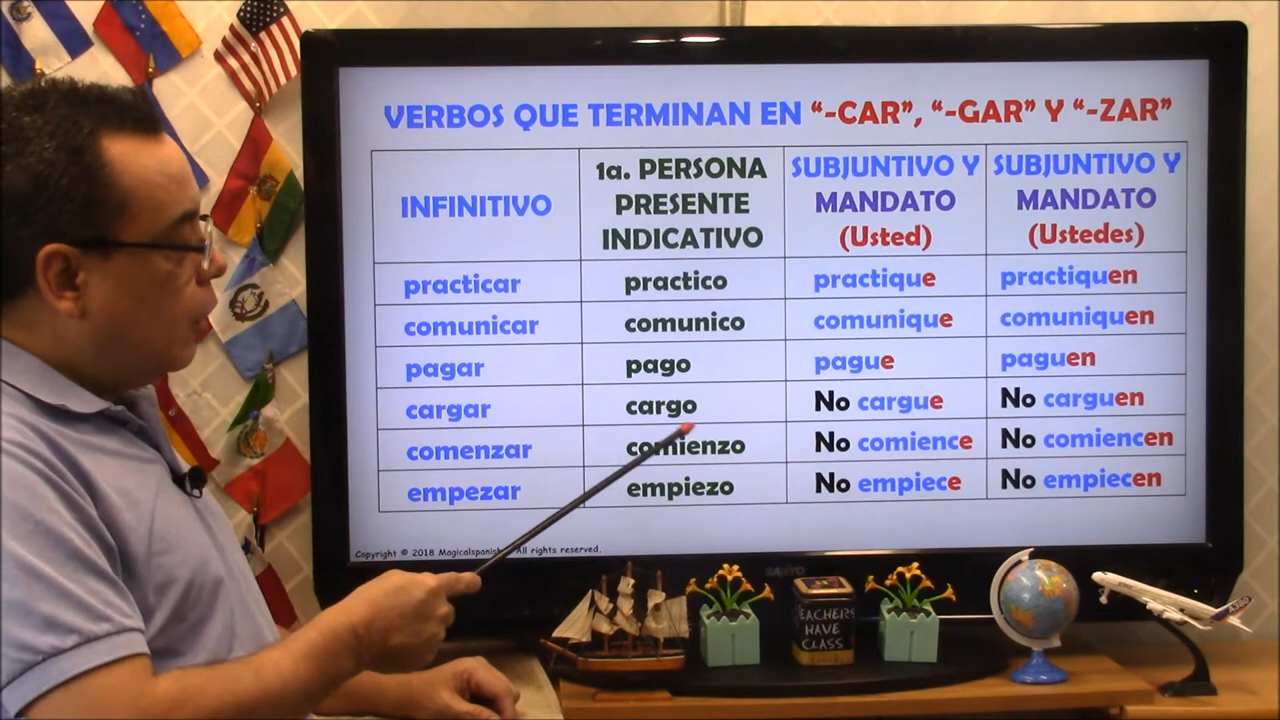 VERBOS QUE TERMINAN EN “-CAR”, “-GAR” Y “-ZAR”
INFINITIVO
1a. PERSONA
PRESENTE
INDICATIVO
SUBJUNTIVO Y
MANDATO
(Usted)
SUBJUNTIVO Y
MANDATO
(Ustedes)
practicar practico practique practiquen
comunicar comunico comunique comuniquen
pagar pago pague paguen
cargar cargo No cargue No carguen
comenzar comienzo No comience No comiencen
empezar empiezo No empiece No empiecen
Copyright © 2018 Magicalspanish All rights reserved.
SANYO
TEACHERS
HAVE
CLASS
A380